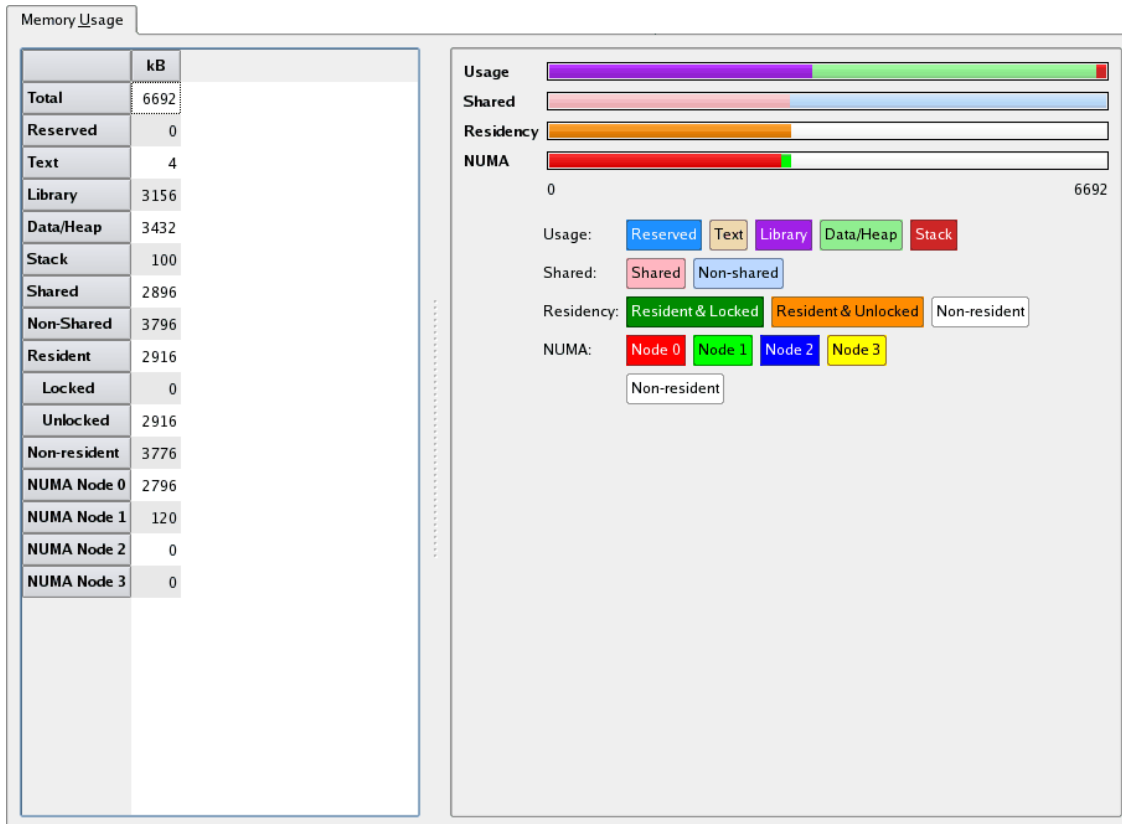 Memory Usage
kB
Total 6692
Reserved 0
Text 4
Library 3156
Data/Heap 3432
Stack 100
Shared 2896
Non-Shared 3796
Resident 2916
Locked 0
Unlocked 2916
Non-resident 3776
NUMA Node 0 2796
NUMA Node 1 120
NUMA Node 2 0
NUMA Node 3 0
Usage
Shared
Residency
NUMA
0 6692
Usage: Reserved Text Library Data/Heap Stack
Shared: Shared Non-shared
Residency: Resident & Locked Resident & Unlocked Non-resident
NUMA: Node 0 Node 1 Node 2 Node 3
Non-resident